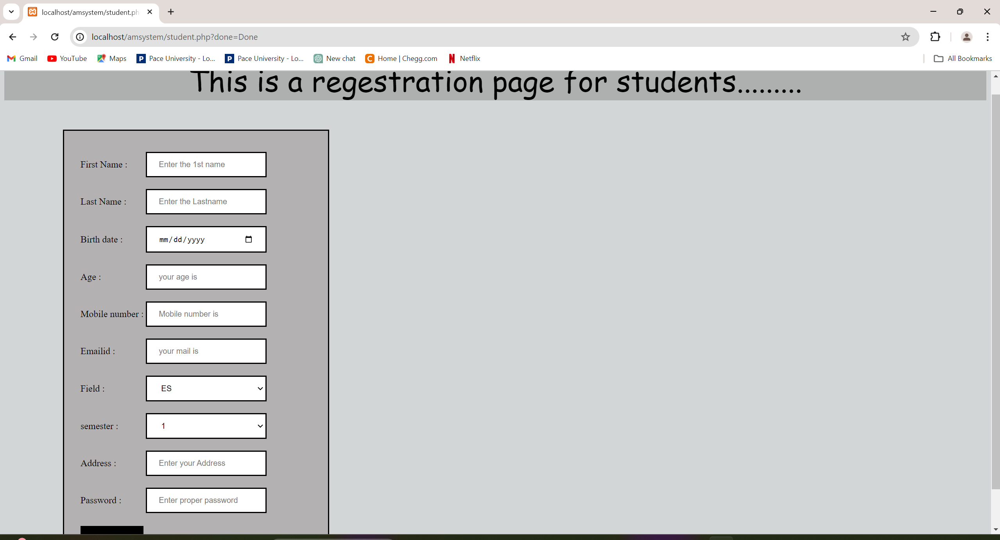 localhost/amsystem/student.ph
localhost/amsystem/student.php?done=Done
Gmail YouTube Maps Pace University - Lo... Pace University - Lo... New chat Home | Chegg.com Netflix All Bookmarks
This is a regestration page for students.........
First Name : Enter the 1st name
Last Name : Enter the Lastname
Birth date : mm/dd/yyyy
Age : your age is
Mobile number : Mobile number is
Emailid : your mail is
Field : ES
semester : 1
Address : Enter your Address
Password : Enter proper password